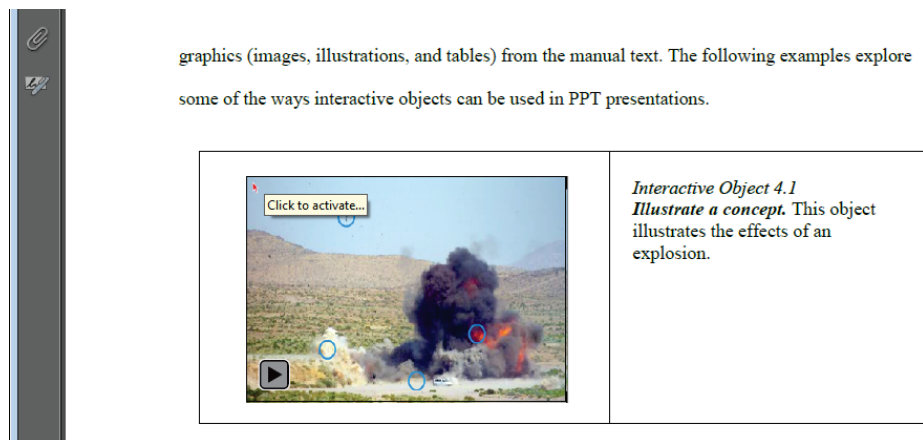 graphics (images, illustrations, and tables) from the manual text. The following examples explore
some of the ways interactive objects can be used in PPT presentations.
Click to activate...
Interactive Object 4.1
Illustrate a concept. This object
illustrates the effects of an
explosion.